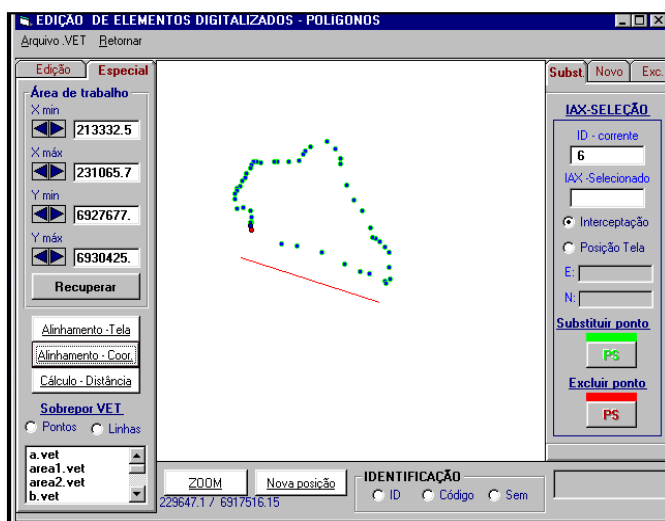 EDIÇÃO DE ELEMENTOS DIGITALIZADOS - POLíGONOS
Arquivo .VET Retornar
Edição Especial
Área de trabalho
X min
213332.5
X máx
231065.7
Y min
6927677.
Y máx
6930425.
Recuperar
Alinhamento -Tela
Alinhamento - Coor.
Cálculo - Distância
Sobrepor VET
Pontos Linhas
a.vet
area1.vet
area2.vet
b.vet
ZOOM Nova posição
229647.1 / 6917516.15
IDENTIFICAÇÃO
ID Código Sem
Subst. Novo Exc.
IAX-SELEÇÃO
ID - corrente
6
IAX -Selecionado
Interceptação
Posição Tela
E:
N:
Substituir ponto
PS
Excluir ponto
PS